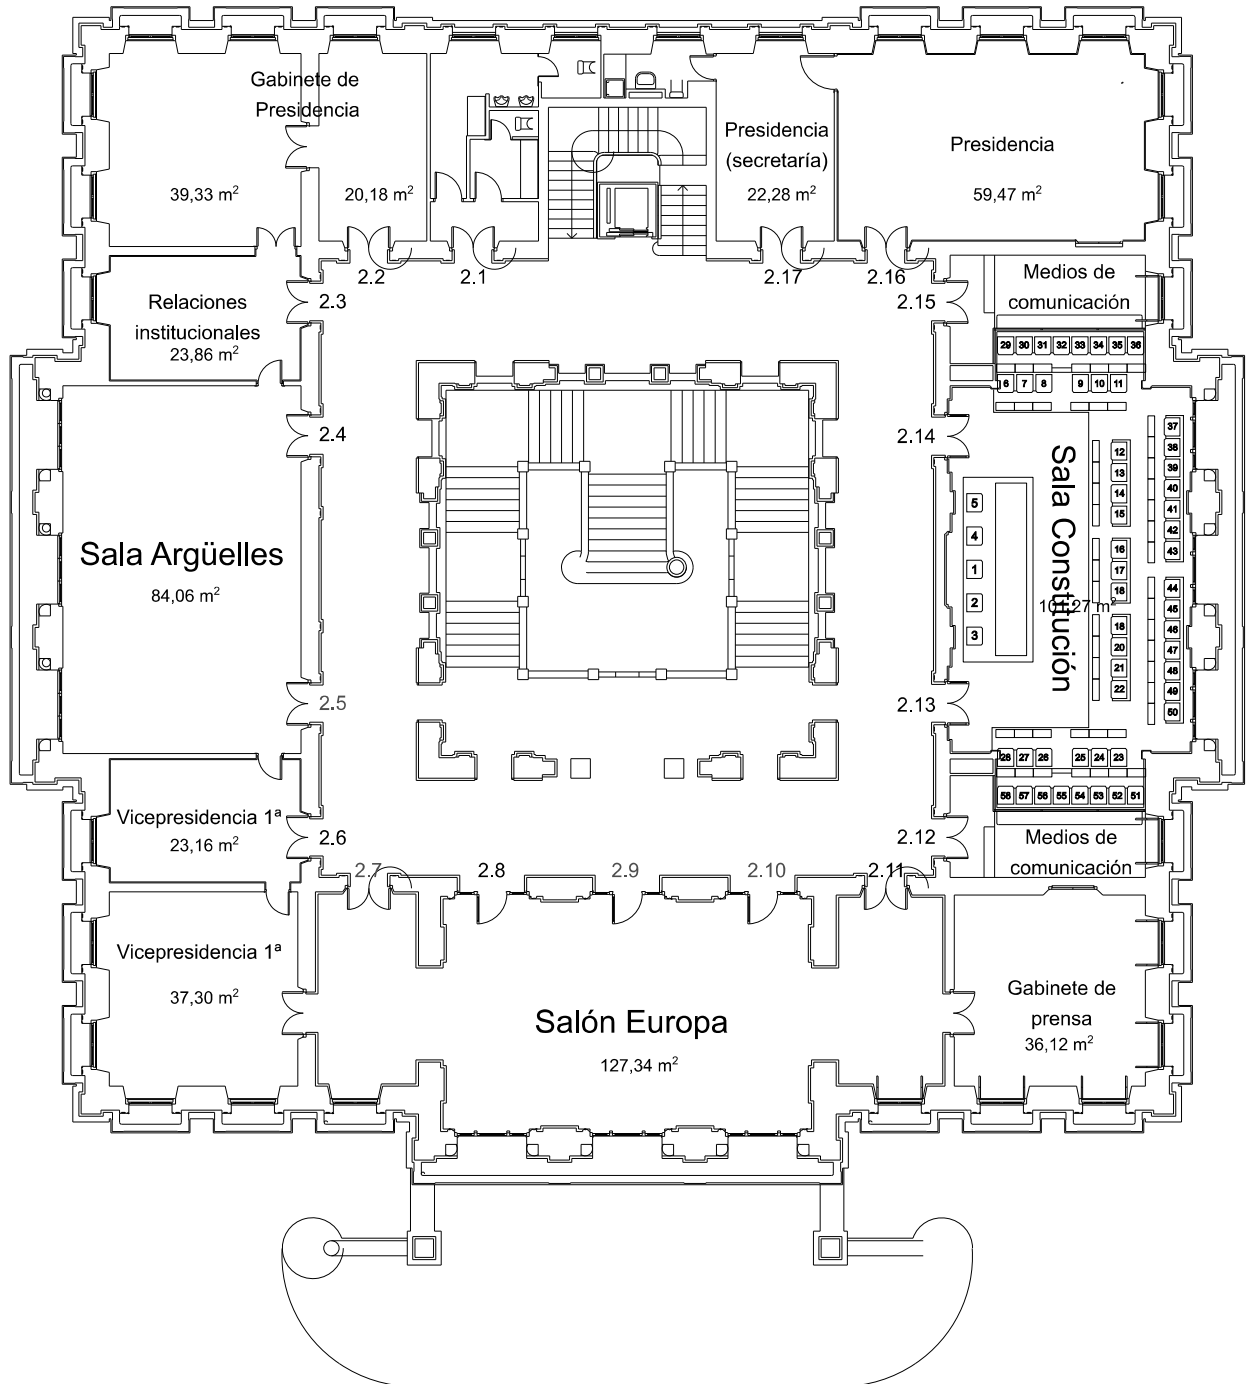 Gabinete de
Presidencia
39,33 m²
20,18 m²
Presidencia
(secretaría)
22,28 m²
Presidencia
59,47 m²
2.2
2.1
2.17
2.16
Relaciones
institucionales
23,86 m²
2.3
2.15
Medios de
comunicación
29 30 31 32 33 34 35 36
6 7 8 9 10 11
2.4
2.14
Sala Argüelles
84,06 m²
Sala Constitución
5
4
1
2
3
12
13
14
15
16
17
18
18
20
21
22
37
38
39
40
41
42
43
44
45
46
47
48
49
50
2.5
2.13
28 27 26 25 24 23
58 57 56 55 54 53 52 51
Vicepresidencia 1ª
23,16 m²
2.6
2.12
Medios de
comunicación
2.7
2.8
2.9
2.10
2.11
Vicepresidencia 1ª
37,30 m²
Salón Europa
127,34 m²
Gabinete de
prensa
36,12 m²